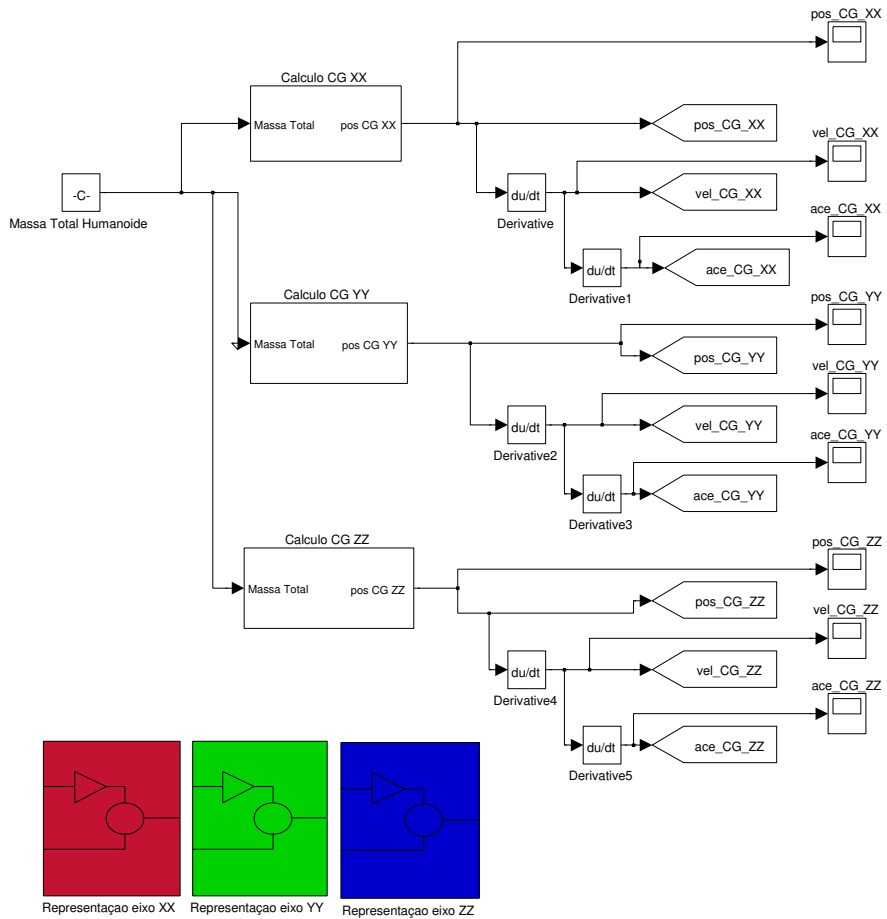 pos_CG_XX
Calculo CG XX
Massa Total
pos CG XX
pos_CG_XX
vel_CG_XX
-C-
Massa Total Humanoide
du/dt
Derivative
vel_CG_XX
ace_CG_XX
du/dt
Derivative1
ace_CG_XX
Calculo CG YY
Massa Total
pos CG YY
pos_CG_YY
pos_CG_YY
vel_CG_YY
du/dt
Derivative2
vel_CG_YY
ace_CG_YY
du/dt
Derivative3
ace_CG_YY
Calculo CG ZZ
Massa Total
pos CG ZZ
pos_CG_ZZ
pos_CG_ZZ
vel_CG_ZZ
du/dt
Derivative4
vel_CG_ZZ
ace_CG_ZZ
du/dt
Derivative5
ace_CG_ZZ
Representaçao eixo XX
Representaçao eixo YY
Representaçao eixo ZZ